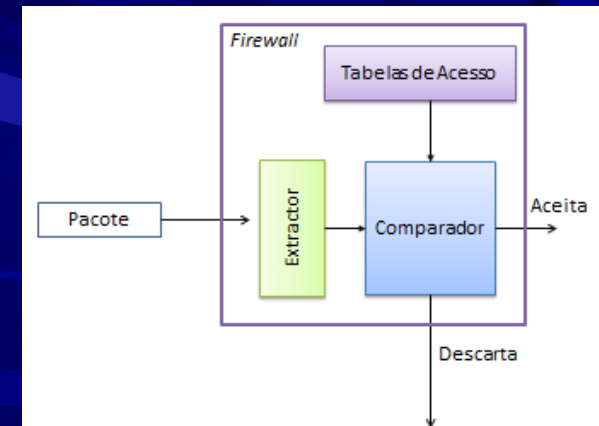 Firewall
Tabelas de Acesso
Pacote
Extractor
Comparador
Aceita
Descarta